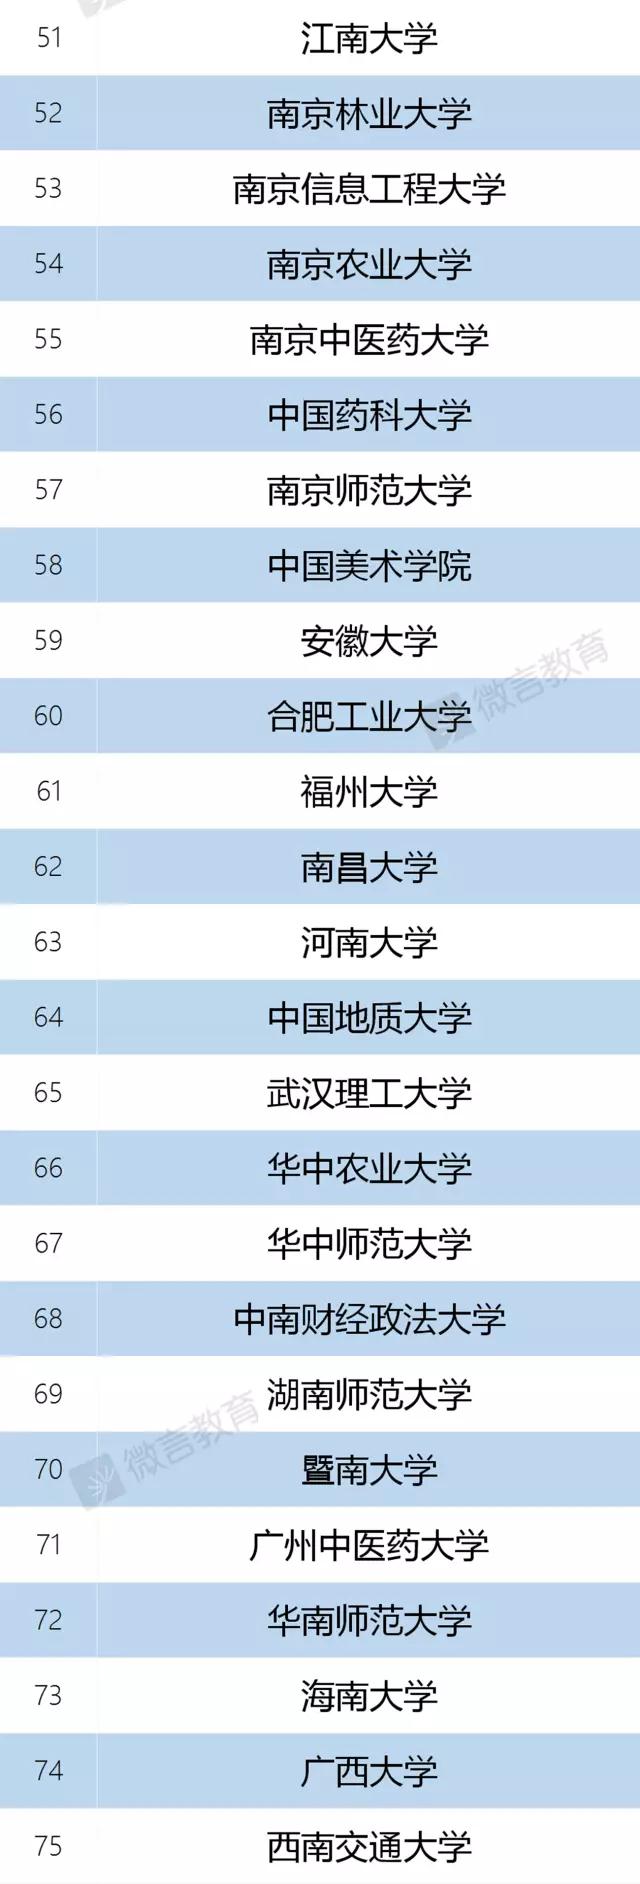 51 江南大学
52 南京林业大学
53 南京信息工程大学
54 南京农业大学
55 南京中医药大学
56 中国药科大学
57 南京师范大学
58 中国美术学院
59 安徽大学
微言教育
60 合肥工业大学
61 福州大学
62 南昌大学
63 河南大学
64 中国地质大学
65 武汉理工大学
66 华中农业大学
67 华中师范大学
68 中南财经政法大学
69 湖南师范大学
微言教育
70 暨南大学
71 广州中医药大学
72 华南师范大学
73 海南大学
74 广西大学
75 西南交通大学